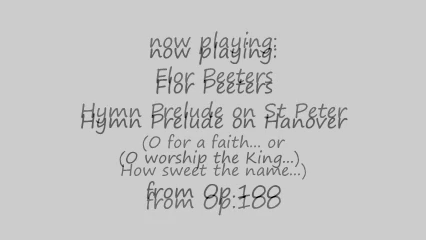 now playing:
now playing:
Flor Peeters
Flor Peeters
Hymn Prelude on St Peter
Hymn Prelude on Hanover
(O for a faith... or
(O worship the King...)
How sweet the name...)
from Op.100
from Op.100